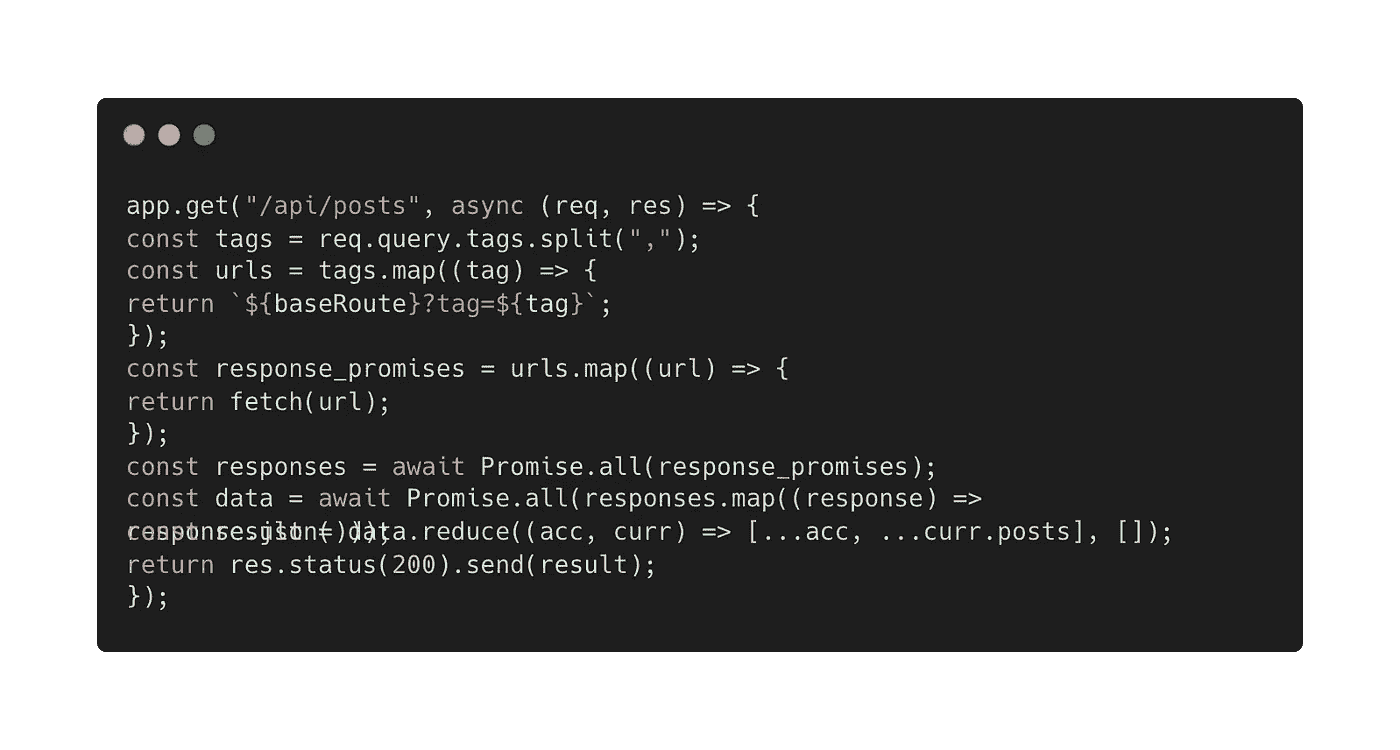 app.get("/api/posts", async (req, res) => {
const tags = req.query.tags.split(",");
const urls = tags.map((tag) => {
return `${baseRoute}?tag=${tag}`;
});
const response_promises = urls.map((url) => {
return fetch(url);
});
const responses = await Promise.all(response_promises);
const data = await Promise.all(responses.map((response) =>
response.json()));
const result = data.reduce((acc, curr) => [...acc, ...curr.posts], []);
return res.status(200).send(result);
});